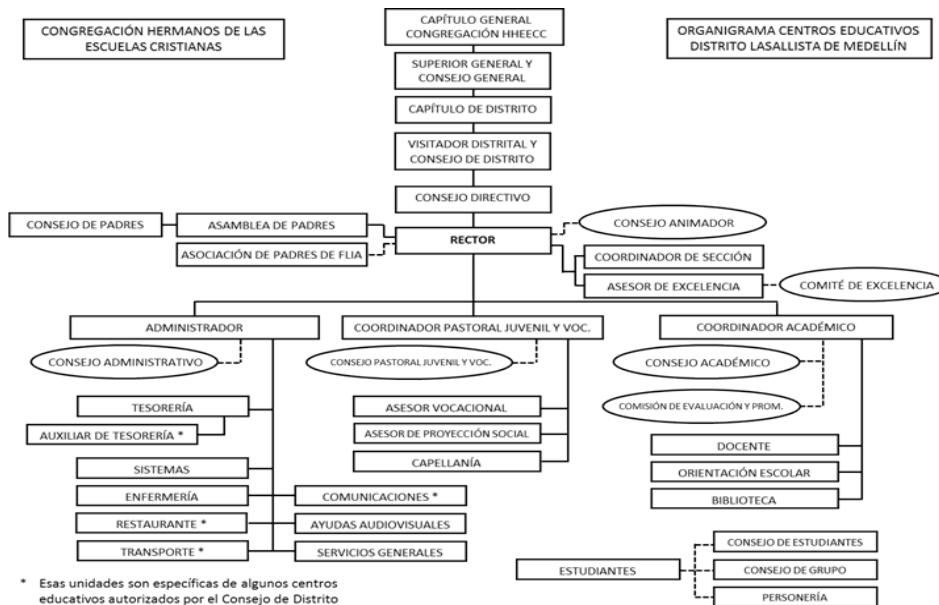 CONGREGACIÓN HERMANOS DE LAS
ESCUELAS CRISTIANAS
CAPÍTULO GENERAL
CONGREGACIÓN HHEECC
ORGANIGRAMA CENTROS EDUCATIVOS
DISTRITO LASALLISTA DE MEDELLÍN
SUPERIOR GENERAL Y
CONSEJO GENERAL
CAPÍTULO DE DISTRITO
VISITADOR DISTRITAL Y
CONSEJO DE DISTRITO
CONSEJO DIRECTIVO
CONSEJO DE PADRES
ASAMBLEA DE PADRES
CONSEJO ANIMADOR
RECTOR
ASOCIACIÓN DE PADRES DE FLIA
COORDINADOR DE SECCIÓN
ASESOR DE EXCELENCIA
COMITÉ DE EXCELENCIA
ADMINISTRADOR
COORDINADOR PASTORAL JUVENIL Y VOC.
COORDINADOR ACADÉMICO
CONSEJO ADMINISTRATIVO
CONSEJO PASTORAL JUVENIL Y VOC.
CONSEJO ACADÉMICO
TESORERÍA
ASESOR VOCACIONAL
COMISIÓN DE EVALUACIÓN Y PROM.
AUXILIAR DE TESORERÍA *
ASESOR DE PROYECCIÓN SOCIAL
DOCENTE
SISTEMAS
CAPELLANÍA
ORIENTACIÓN ESCOLAR
ENFERMERÍA
COMUNICACIONES *
BIBLIOTECA
RESTAURANTE *
AYUDAS AUDIOVISUALES
TRANSPORTE *
SERVICIOS GENERALES
CONSEJO DE ESTUDIANTES
ESTUDIANTES
CONSEJO DE GRUPO
PERSONERÍA
* Esas unidades son específicas de algunos centros
educativos autorizados por el Consejo de Distrito